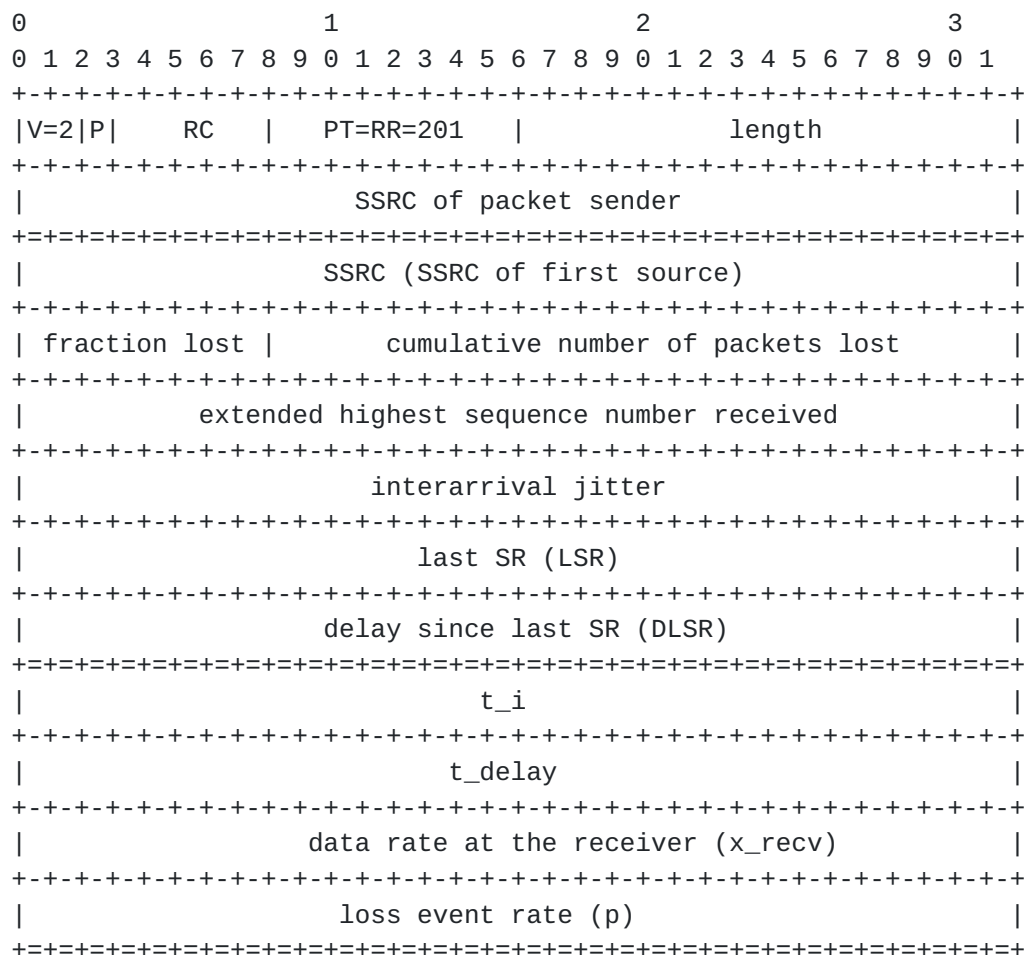 0                   1                   2                   3
0 1 2 3 4 5 6 7 8 9 0 1 2 3 4 5 6 7 8 9 0 1 2 3 4 5 6 7 8 9 0 1
+-+-+-+-+-+-+-+-+-+-+-+-+-+-+-+-+-+-+-+-+-+-+-+-+-+-+-+-+-+-+-+-+
|V=2|P|    RC   |   PT=RR=201   |             length            |
+-+-+-+-+-+-+-+-+-+-+-+-+-+-+-+-+-+-+-+-+-+-+-+-+-+-+-+-+-+-+-+-+
|                     SSRC of packet sender                     |
+=+=+=+=+=+=+=+=+=+=+=+=+=+=+=+=+=+=+=+=+=+=+=+=+=+=+=+=+=+=+=+=+
|                   SSRC (SSRC of first source)                 |
+-+-+-+-+-+-+-+-+-+-+-+-+-+-+-+-+-+-+-+-+-+-+-+-+-+-+-+-+-+-+-+-+
| fraction lost |       cumulative number of packets lost       |
+-+-+-+-+-+-+-+-+-+-+-+-+-+-+-+-+-+-+-+-+-+-+-+-+-+-+-+-+-+-+-+-+
|           extended highest sequence number received           |
+-+-+-+-+-+-+-+-+-+-+-+-+-+-+-+-+-+-+-+-+-+-+-+-+-+-+-+-+-+-+-+-+
|                      interarrival jitter                      |
+-+-+-+-+-+-+-+-+-+-+-+-+-+-+-+-+-+-+-+-+-+-+-+-+-+-+-+-+-+-+-+-+
|                         last SR (LSR)                         |
+-+-+-+-+-+-+-+-+-+-+-+-+-+-+-+-+-+-+-+-+-+-+-+-+-+-+-+-+-+-+-+-+
|                   delay since last SR (DLSR)                  |
+=+=+=+=+=+=+=+=+=+=+=+=+=+=+=+=+=+=+=+=+=+=+=+=+=+=+=+=+=+=+=+=+
|                             t_i                               |
+-+-+-+-+-+-+-+-+-+-+-+-+-+-+-+-+-+-+-+-+-+-+-+-+-+-+-+-+-+-+-+-+
|                           t_delay                             |
+-+-+-+-+-+-+-+-+-+-+-+-+-+-+-+-+-+-+-+-+-+-+-+-+-+-+-+-+-+-+-+-+
|                  data rate at the receiver (x_recv)           |
+-+-+-+-+-+-+-+-+-+-+-+-+-+-+-+-+-+-+-+-+-+-+-+-+-+-+-+-+-+-+-+-+
|                    loss event rate (p)                        |
+=+=+=+=+=+=+=+=+=+=+=+=+=+=+=+=+=+=+=+=+=+=+=+=+=+=+=+=+=+=+=+=+